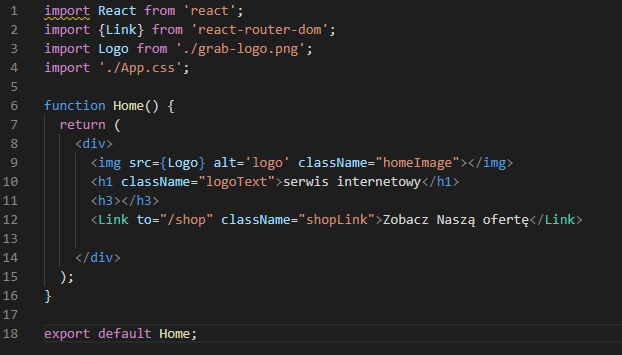 1 import React from 'react';
2 import {Link} from 'react-router-dom';
3 import Logo from './grab-logo.png';
4 import './App.css';
5
6 function Home() {
7   return (
8     <div>
9       <img src={Logo} alt='logo' className="homeImage"></img>
10       <h1 className="logoText">serwis internetowy</h1>
11       <h3></h3>
12       <Link to="/shop" className="shopLink">Zobacz Naszą ofertę</Link>
13
14     </div>
15   );
16 }
17
18 export default Home;